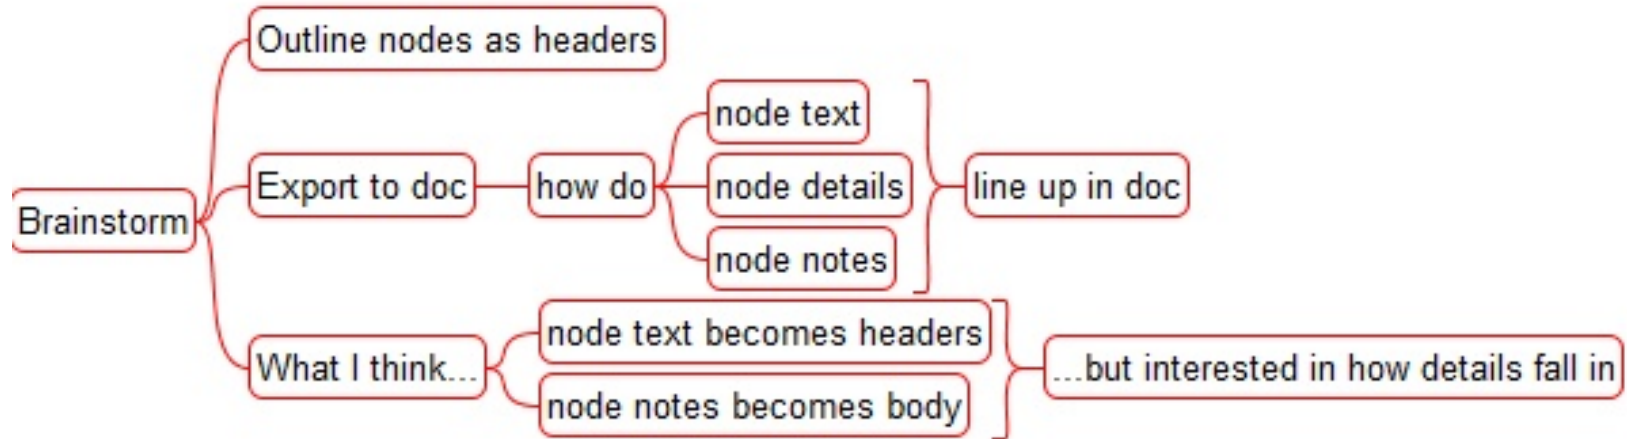 Brainstorm
Outline nodes as headers
Export to doc
how do
node text
node details
node notes
line up in doc
What I think...
node text becomes headers
node notes becomes body
...but interested in how details fall in